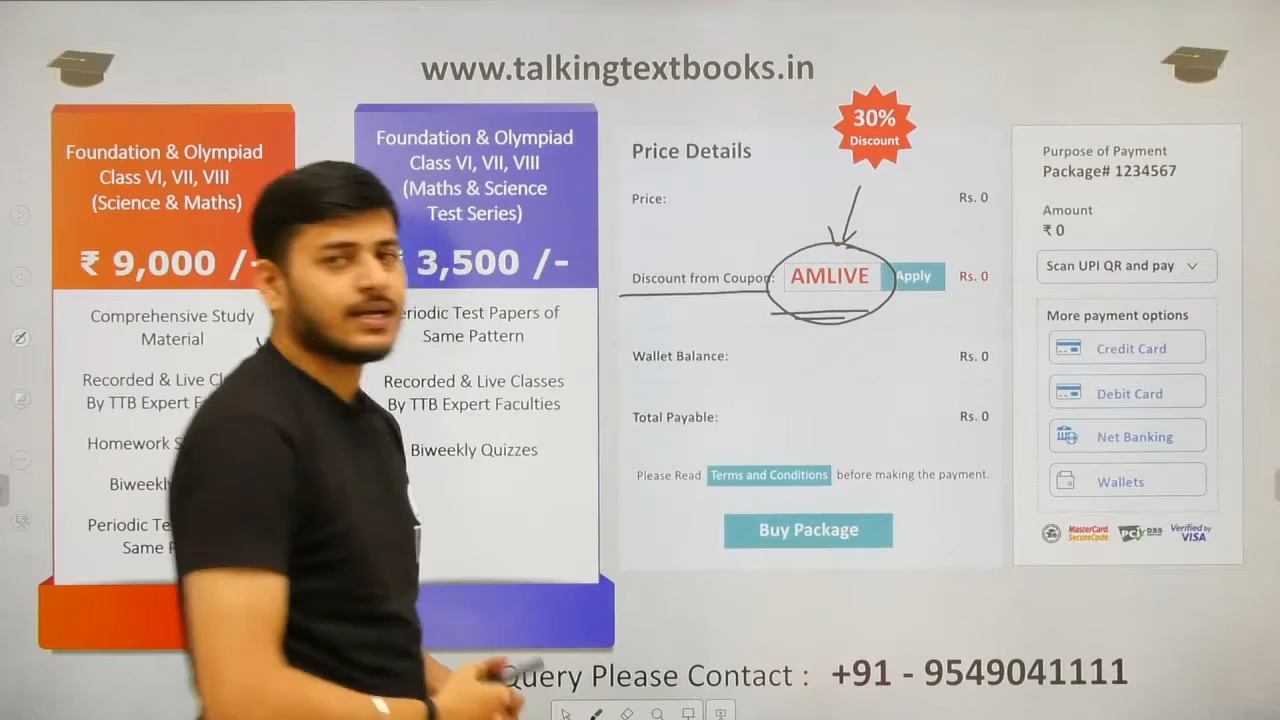 www.talkingtextbooks.in
Foundation & Olympiad
Class VI, VII, VIII
(Science & Maths)
₹ 9,000 /-
Comprehensive Study
Material
Recorded & Live
By TTB Expert
Homework
Periodic
Same
Foundation & Olympiad
Class VI, VII, VIII
(Maths & Science
Test Series)
3,500 /-
Periodic Test Papers of
Same Pattern
Recorded & Live Classes
By TTB Expert Faculties
Biweekly Quizzes
30%
Discount
Price Details
Price: Rs. 0
Discount from Coupon: AMLIVE Apply Rs. 0
Wallet Balance: Rs. 0
Total Payable: Rs. 0
Please Read Terms and Conditions before making the payment.
Buy Package
Purpose of Payment
Package# 1234567
Amount
₹ 0
Scan UPI QR and pay
More payment options
Credit Card
Debit Card
Net Banking
Wallets
MasterCard. SecureCode.
PCI DSS
Verified by VISA
Query Please Contact : +91 - 9549041111